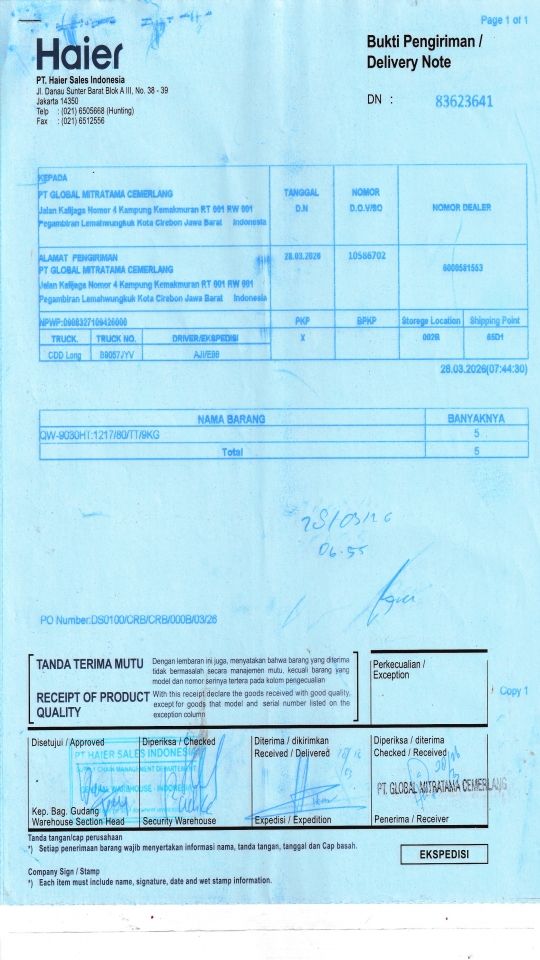 Page 1 of 1
Haier
Bukti Pengiriman /
Delivery Note
PT. Haier Sales Indonesia
Jl. Danau Sunter Barat Blok A III, No. 38 - 39
Jakarta 14350
Telp : (021) 6505668 (Hunting)
Fax : (021) 6512556
DN : 83623641
KEPADA
PT GLOBAL MITRATAMA CEMERLANG
Jalan Kalijaga Nomor 4 Kampung Kemakmuran RT 001 RW 001
Pegambiran Lemahwungkuk Kota Cirebon Jawa Barat Indonesia
TANGGAL
D.N
NOMOR
D.O.V/SO
NOMOR DEALER
ALAMAT PENGIRIMAN
PT GLOBAL MITRATAMA CEMERLANG
Jalan Kalijaga Nomor 4 Kampung Kemakmuran RT 001 RW 001
Pegambiran Lemahwungkuk Kota Cirebon Jawa Barat Indonesia
28.03.2026
10586702
NPWP:0908327109426000
PKP
BPKP
Storege Location
Shipping Point
TRUCK.
TRUCK NO.
DRIVER/EKSPEDISI
X
002B
65D1
CDD Long
B9057JYV
28.03.2026(07:44:30)
NAMA BARANG
BANYAKNYA
QW-9030HT:1217/80/TT/9KG
5
Total
5
28/03/26
06.55
PO Number:DS0100/CRB/CRB/000B/03/26
TANDA TERIMA MUTU
Dengan lembaran ini juga, menyatakan bahwa barang yang diterima
tidak bermasalah secara manajemen mutu, kecuali barang yang
model dan nomor serinya tertera pada kolom pengecualian
RECEIPT OF PRODUCT
QUALITY
With this receipt declare the goods received with good quality,
except for goods that model and serial number listed on the
exception column
Perkecualian /
Exception
Copy 1
Disetujui / Approved
Diperiksa / Checked
Diterima / dikirimkan
Received / Delivered
Diperiksa / diterima
Checked / Received
PT HAIER SALES INDONESIA
PT. GLOBAL MITRATAMA CEMERLANG
Kep. Bag. Gudang
Warehouse Section Head
Security Warehouse
Expedisi / Expedition
Penerima / Receiver
Tanda tangan/cap perusahaan
*) Setiap penerimaan barang wajib menyertakan informasi nama, tanda tangan, tanggal dan Cap basah.
EKSPEDISI
Company Sign / Stamp
*) Each item must include name, signature, date and wet stamp information.